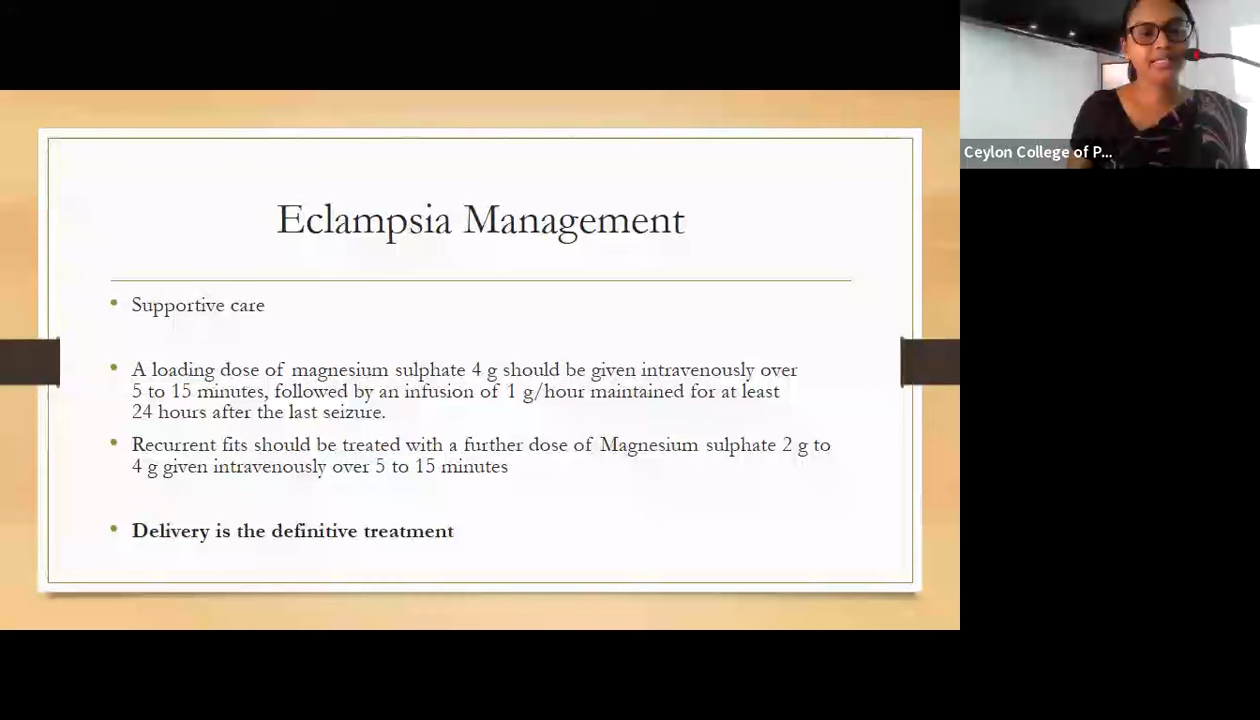 Eclampsia Management
• Supportive care
• A loading dose of magnesium sulphate 4 g should be given intravenously over
5 to 15 minutes, followed by an infusion of 1 g/hour maintained for at least
24 hours after the last seizure.
• Recurrent fits should be treated with a further dose of Magnesium sulphate 2 g to
4 g given intravenously over 5 to 15 minutes
• Delivery is the definitive treatment
Ceylon College of P...